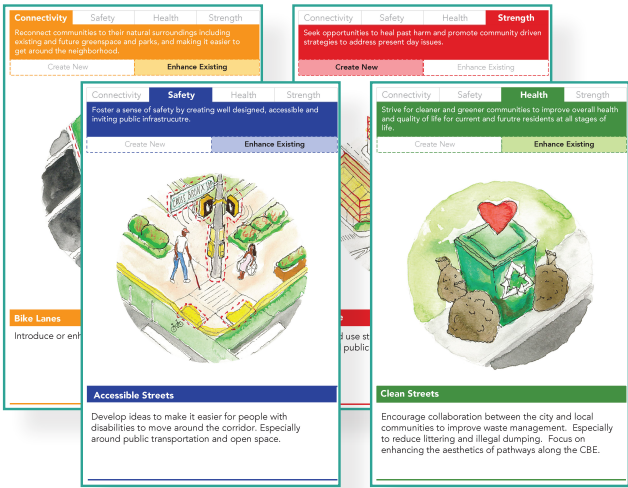 Connectivity Safety Health Strength
Reconnect communities to their natural surroundings including
existing and future greenspace and parks, and making it easier to
get around the neighborhood.
Create New Enhance Existing
Bike Lanes
Introduce or enh
Connectivity Safety Health Strength
Seek opportunities to heal past harm and promote community driven
strategies to address present day issues.
Create New Enhance Existing
d use st
public
Connectivity Safety Health Strength
Foster a sense of safety by creating well designed, accessible and
inviting public infrastrucutre.
Create New Enhance Existing
Accessible Streets
Develop ideas to make it easier for people with
disabilities to move around the corridor. Especially
around public transportation and open space.
Connectivity Safety Health Strength
Strive for cleaner and greener communities to improve overall health
and quality of life for current and furutre residents at all stages of
life.
Create New Enhance Existing
Clean Streets
Encourage collaboration between the city and local
communities to improve waste management. Especially
to reduce littering and illegal dumping. Focus on
enhancing the aesthetics of pathways along the CBE.